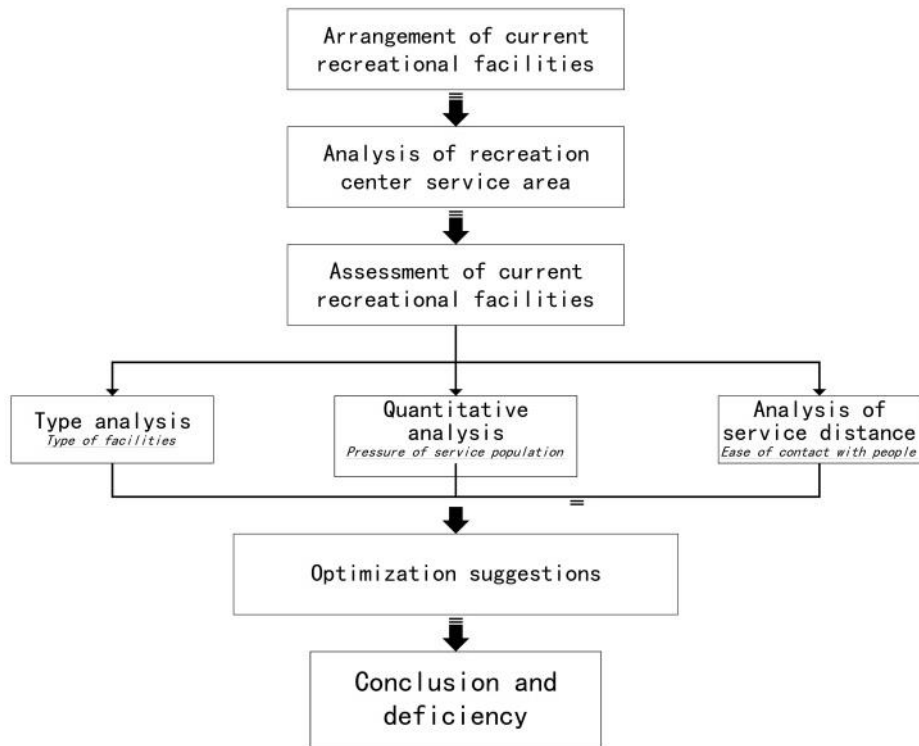 Arrangement of current
recreational facilities
Analysis of recreation
center service area
Assessment of current
recreational facilities
Type analysis
Type of facilities
Quantitative
analysis
Pressure of service population
Analysis of
service distance
Ease of contact with people
Optimization suggestions
Conclusion and
deficiency